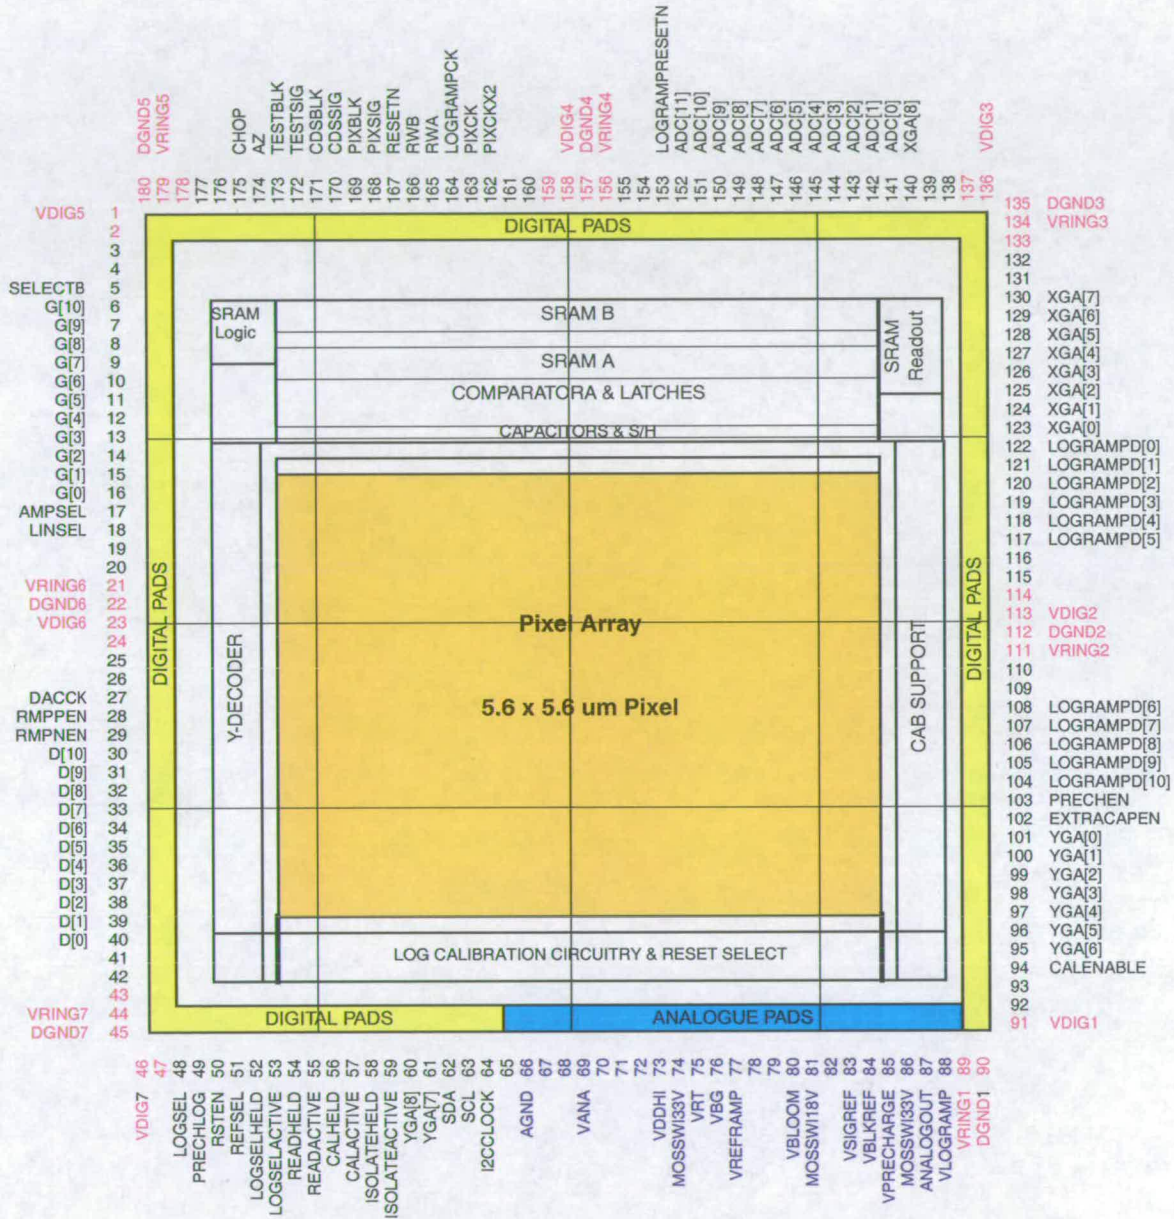 DGND5 180
VRING5 179
178
177
176
CHOP 175
AZ 174
TESTBLK 173
TESTSIG 172
CDSBLK 171
CDSSIG 170
PIXBLK 169
PIXSIG 168
RESETN 167
RWB 166
RWA 165
LOGRAMPCK 164
PIXCK 163
PIXCKX2 162
161
160
159
VDIG4 158
DGND4 157
VRING4 156
155
154
LOGRAMPRESETN 153
ADC[11] 152
ADC[10] 151
ADC[9] 150
ADC[8] 149
ADC[7] 148
ADC[6] 147
ADC[5] 146
ADC[4] 145
ADC[3] 144
ADC[2] 143
ADC[1] 142
ADC[0] 141
XGA[8] 140
139
138
137
VDIG3 136
VDIG5 1
2
3
4
SELECTB 5
G[10] 6
G[9] 7
G[8] 8
G[7] 9
G[6] 10
G[5] 11
G[4] 12
G[3] 13
G[2] 14
G[1] 15
G[0] 16
AMPSEL 17
LINSEL 18
19
20
VRING6 21
DGND6 22
VDIG6 23
24
25
26
DACCK 27
RMPPEN 28
RMPNEN 29
D[10] 30
D[9] 31
D[8] 32
D[7] 33
D[6] 34
D[5] 35
D[4] 36
D[3] 37
D[2] 38
D[1] 39
D[0] 40
41
42
43
VRING7 44
DGND7 45
DIGITAL PADS
DIGITAL PADS
SRAM
Logic
SRAM B
SRAM A
SRAM
Readout
COMPARATORA & LATCHES
CAPACITORS & S/H
Y-DECODER
Pixel Array
5.6 x 5.6 um Pixel
CAB SUPPORT
DIGITAL PADS
LOG CALIBRATION CIRCUITRY & RESET SELECT
DIGITAL PADS
ANALOGUE PADS
135 DGND3
134 VRING3
133
132
131
130 XGA[7]
129 XGA[6]
128 XGA[5]
127 XGA[4]
126 XGA[3]
125 XGA[2]
124 XGA[1]
123 XGA[0]
122 LOGRAMPD[0]
121 LOGRAMPD[1]
120 LOGRAMPD[2]
119 LOGRAMPD[3]
118 LOGRAMPD[4]
117 LOGRAMPD[5]
116
115
114
113 VDIG2
112 DGND2
111 VRING2
110
109
108 LOGRAMPD[6]
107 LOGRAMPD[7]
106 LOGRAMPD[8]
105 LOGRAMPD[9]
104 LOGRAMPD[10]
103 PRECHEN
102 EXTRACAPEN
101 YGA[0]
100 YGA[1]
99 YGA[2]
98 YGA[3]
97 YGA[4]
96 YGA[5]
95 YGA[6]
94 CALENABLE
93
92
91 VDIG1
VDIG7 46
47
LOGSEL 48
PRECHLOG 49
RSTEN 50
REFSEL 51
LOGSELHELD 52
LOGSELACTIVE 53
READHELD 54
READACTIVE 55
CALHELD 56
CALACTIVE 57
ISOLATEHELD 58
ISOLATEACTIVE 59
YGA[8] 60
YGA[7] 61
SDA 62
SCL 63
I2CCLOCK 64
65
AGND 66
67
68
VANA 69
70
71
72
VDDHI 73
MOSSWI33V 74
VRT 75
VBG 76
VREFRAMP 77
78
79
VBLOOM 80
MOSSWI18V 81
82
VSIGREF 83
VBLKREF 84
VPRECHARGE 85
MOSSWI33V 86
ANALOGOUT 87
VLOGRAMP 88
VRING1 89
DGND1 90